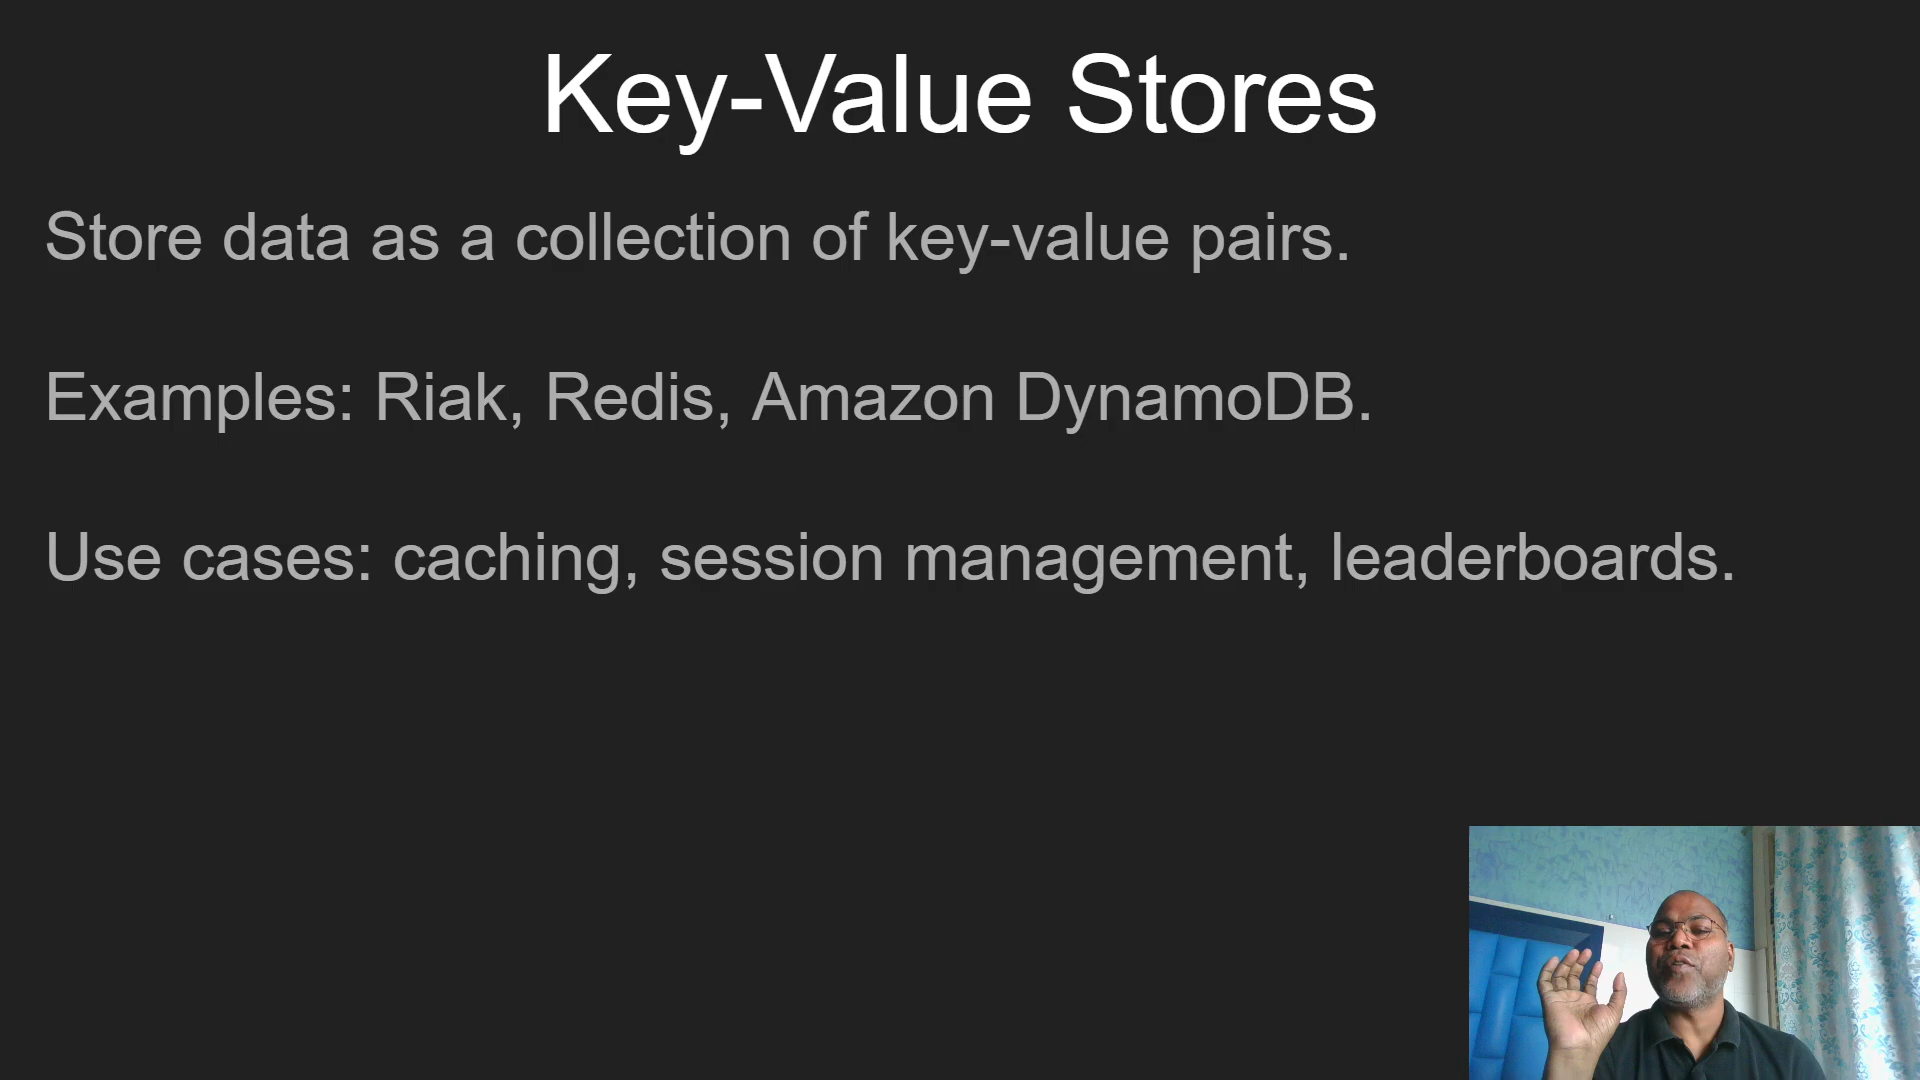 Key-Value Stores
Store data as a collection of key-value pairs.
Examples: Riak, Redis, Amazon DynamoDB.
Use cases: caching, session management, leaderboards.